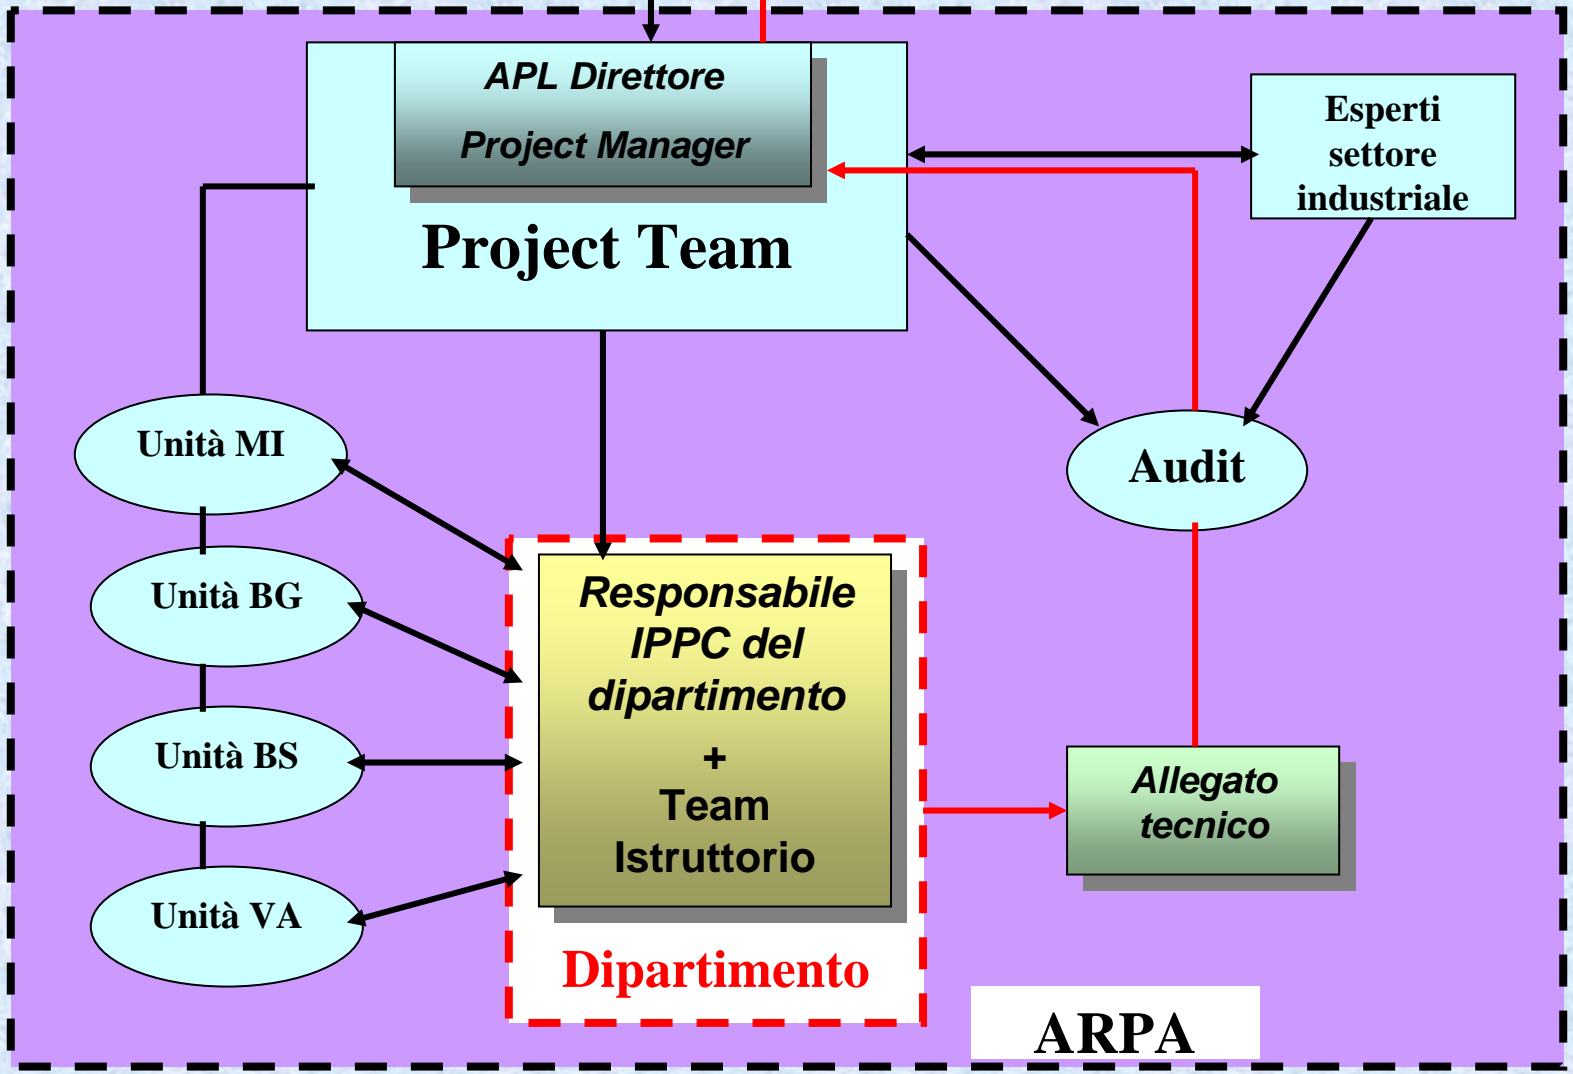 APL Direttore
Project Manager
Project Team
Esperti
settore
industriale
Unità MI
Unità BG
Unità BS
Unità VA
Audit
Responsabile
IPPC del
dipartimento
+
Team
Istruttorio
Dipartimento
Allegato
tecnico
ARPA